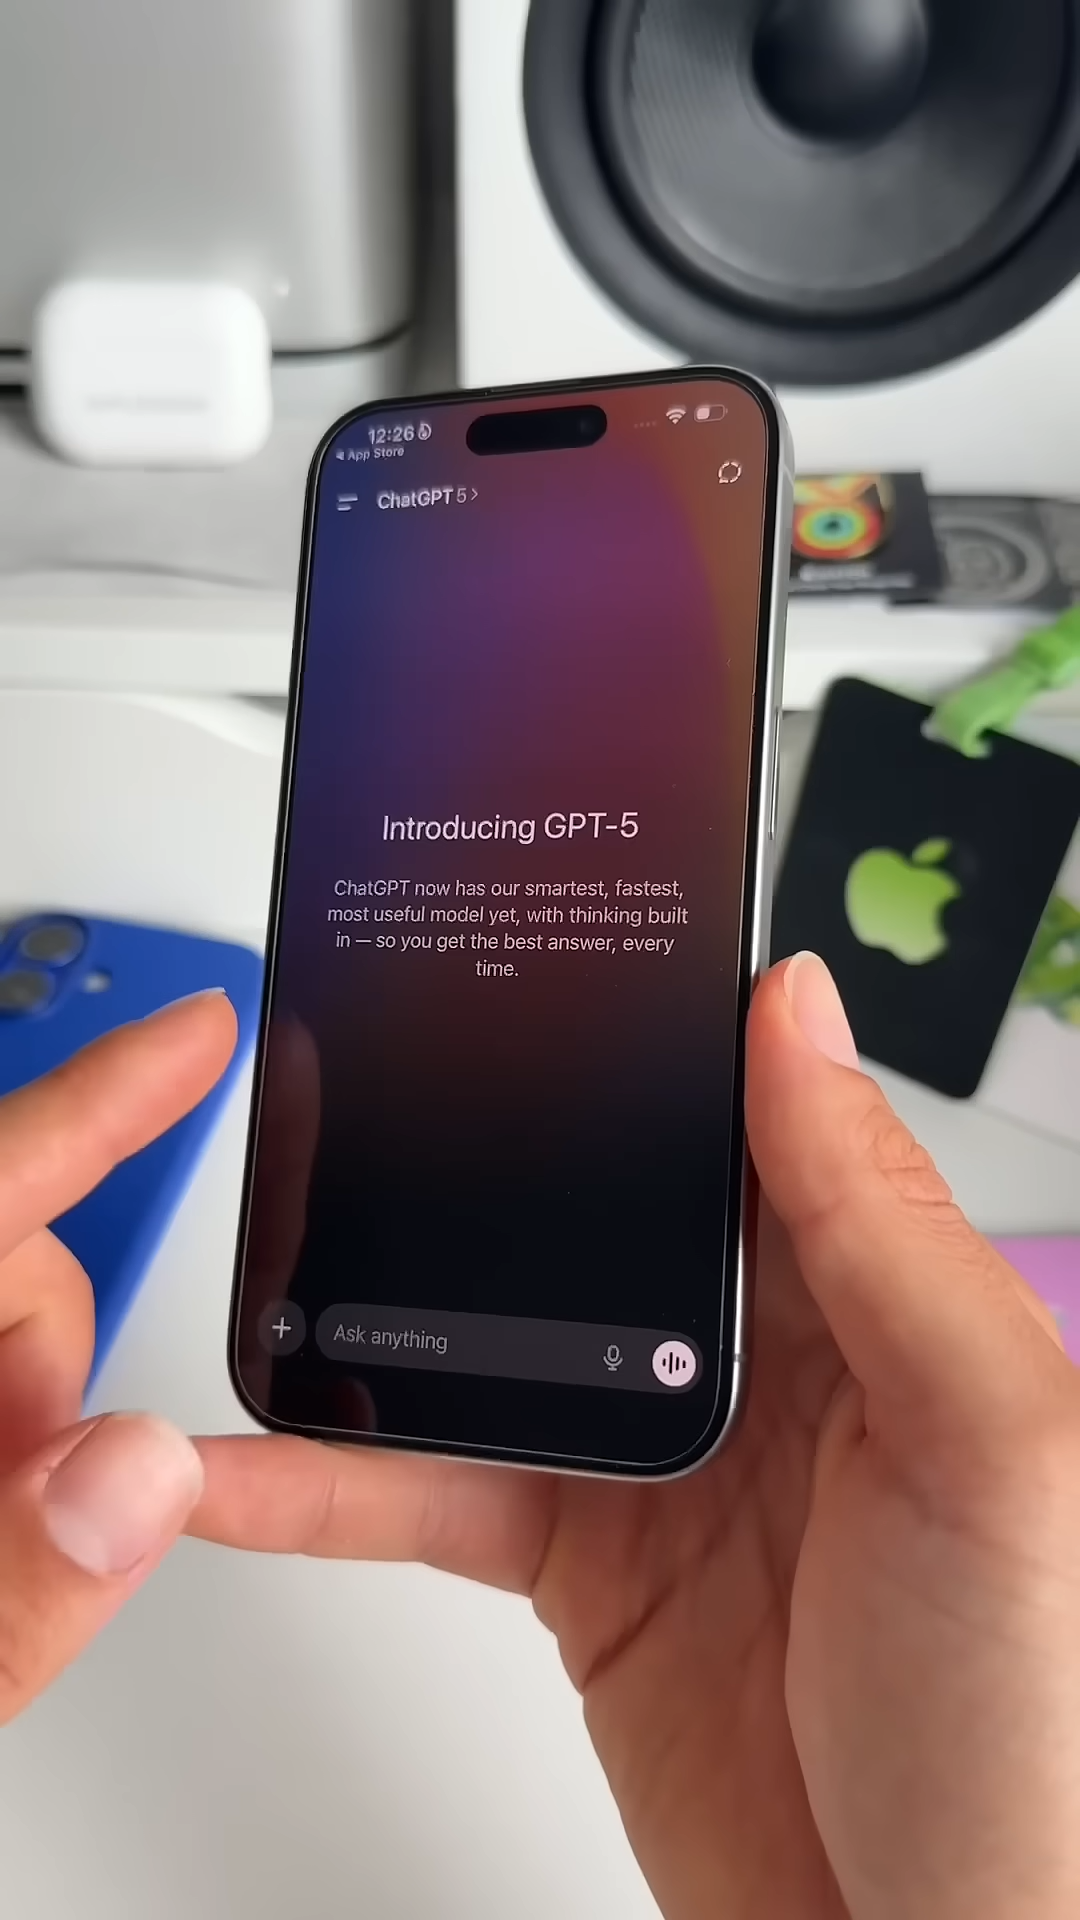 12:26
App Store
ChatGPT 5 >
Introducing GPT-5
ChatGPT now has our smartest, fastest,
most useful model yet, with thinking built
in — so you get the best answer, every
time.
Ask anything